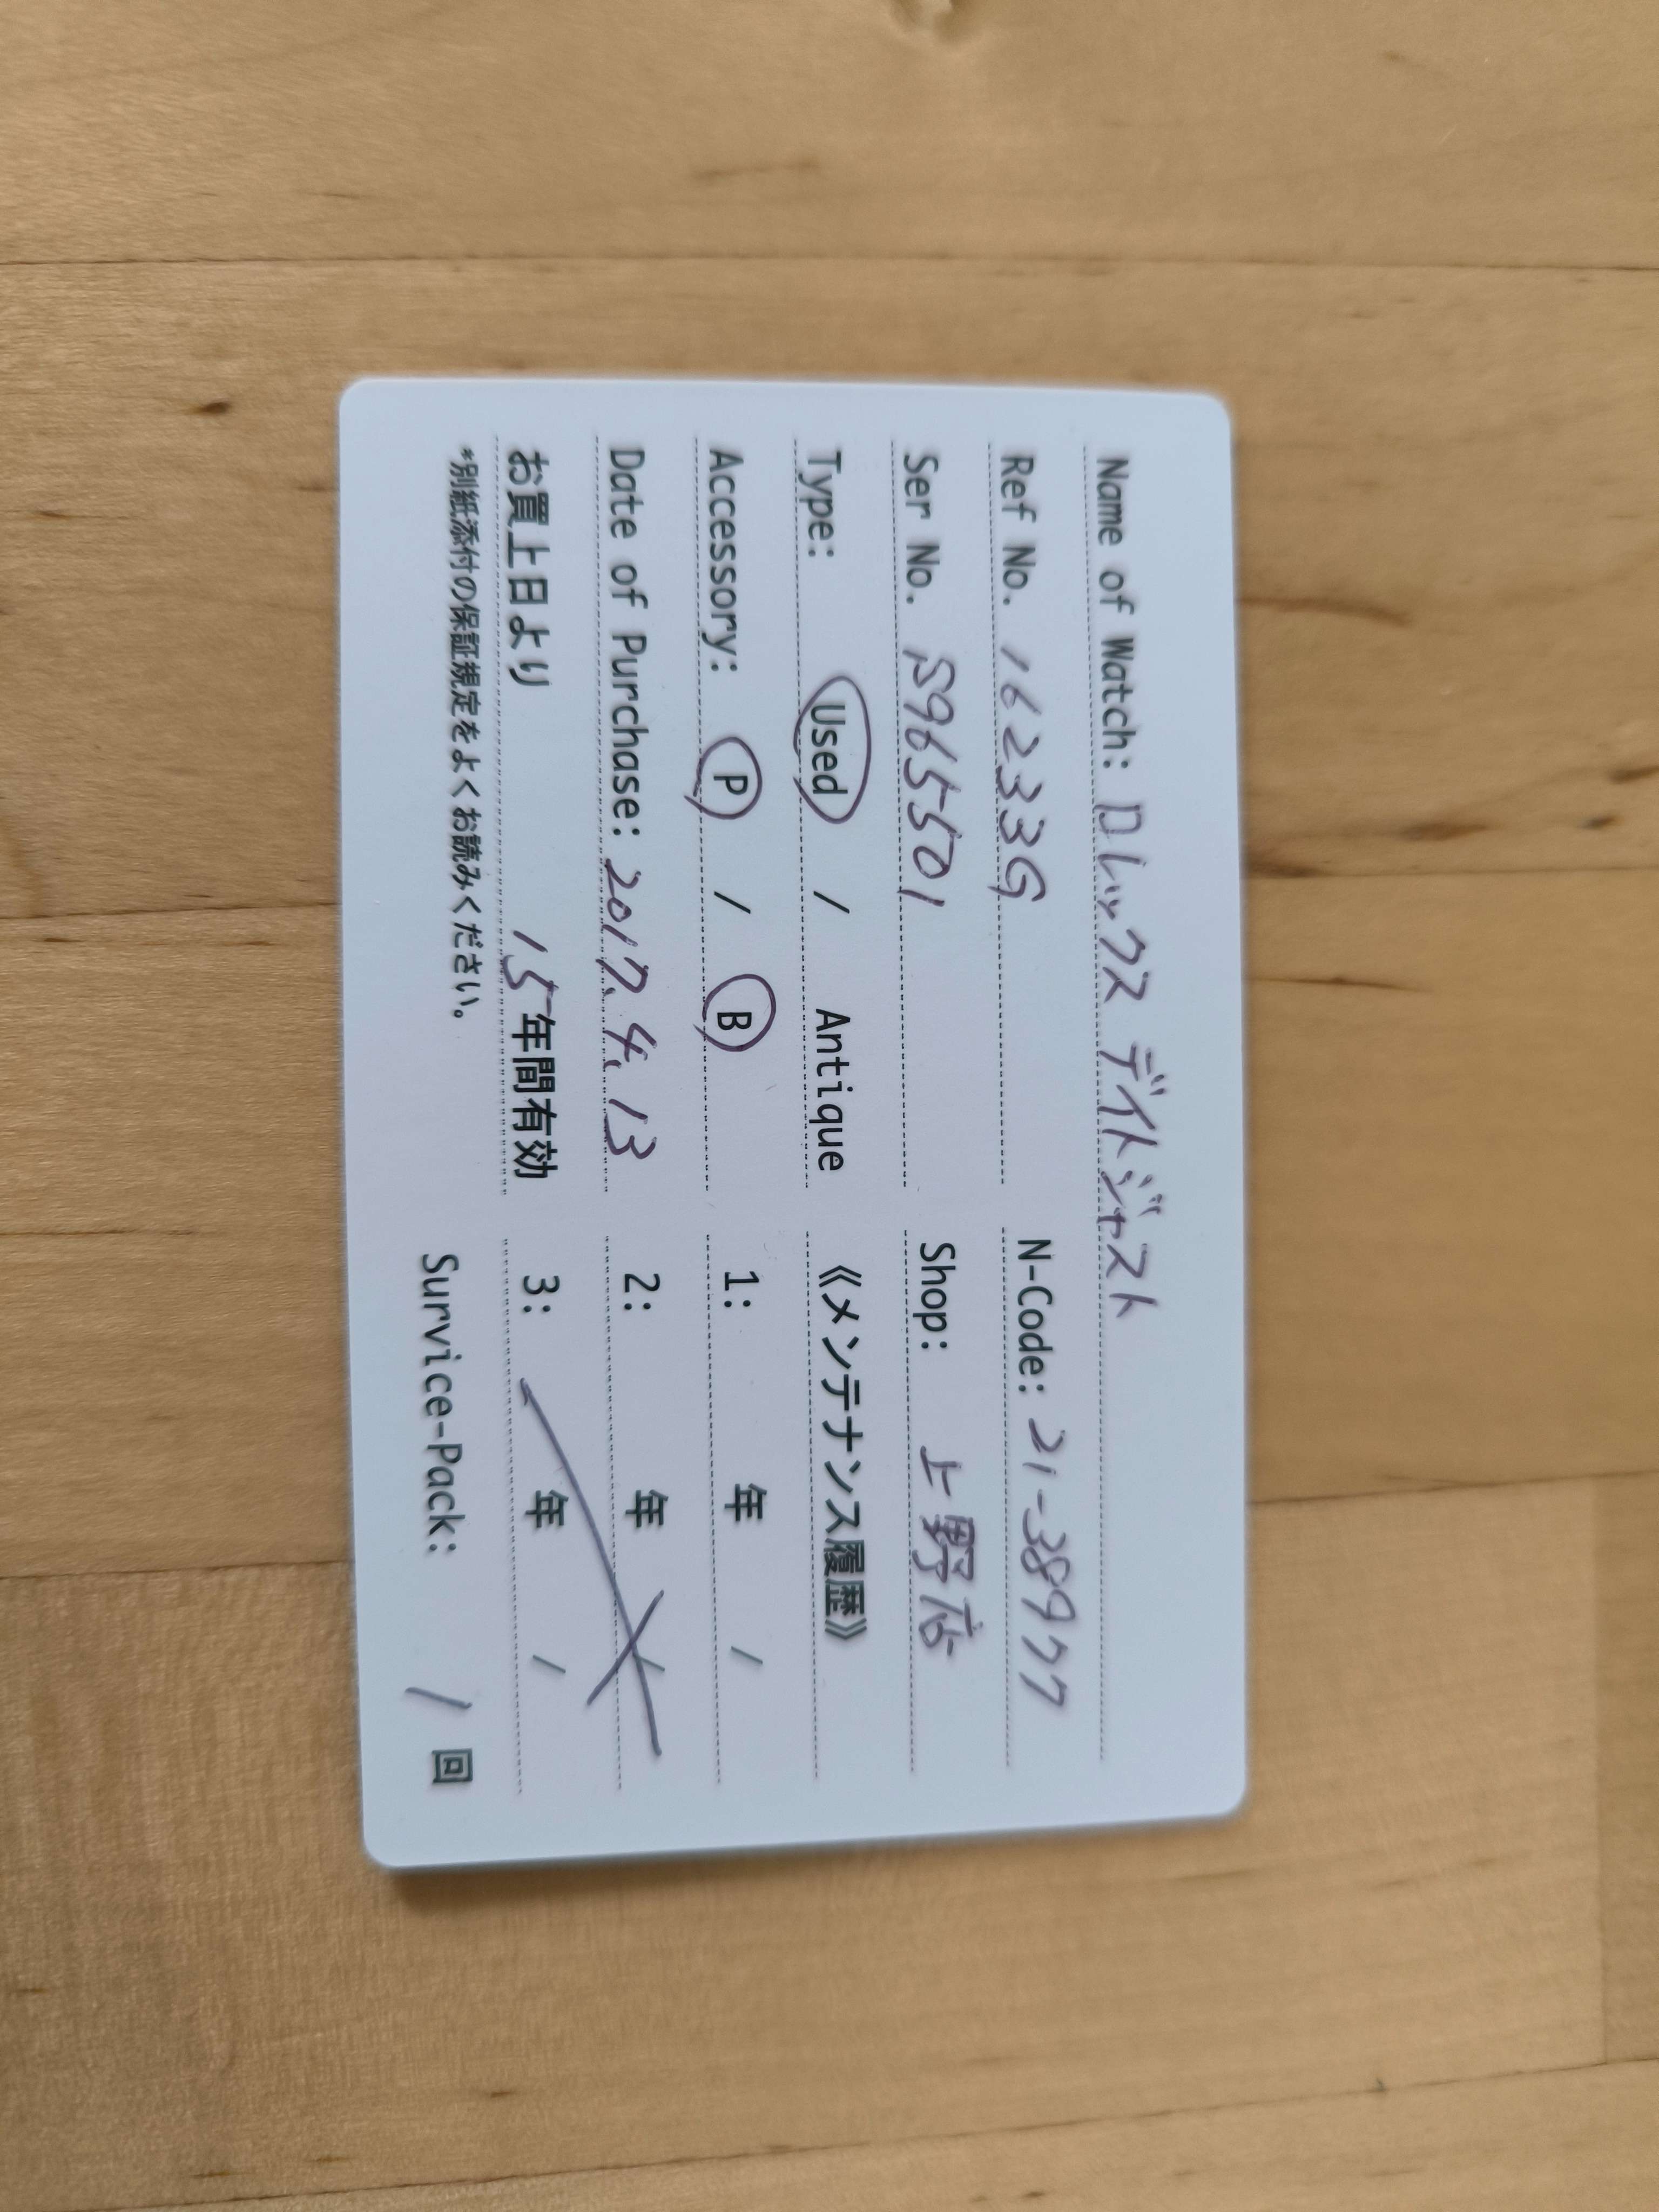 Name of Watch: ロレックス デイトジャスト
Ref No. 16233G N-Code: 21-38977
Ser No. S965501 Shop: 上野店
Type: Used / Antique 《メンテナンス履歴》
Accessory: P / B 1: 年 /
Date of Purchase: 2017. 4. 13 2: 年 /
お買上日より 15年間有効 3: 年 /
*別紙添付の保証規定をよくお読みください。 Survice-Pack: 1 回